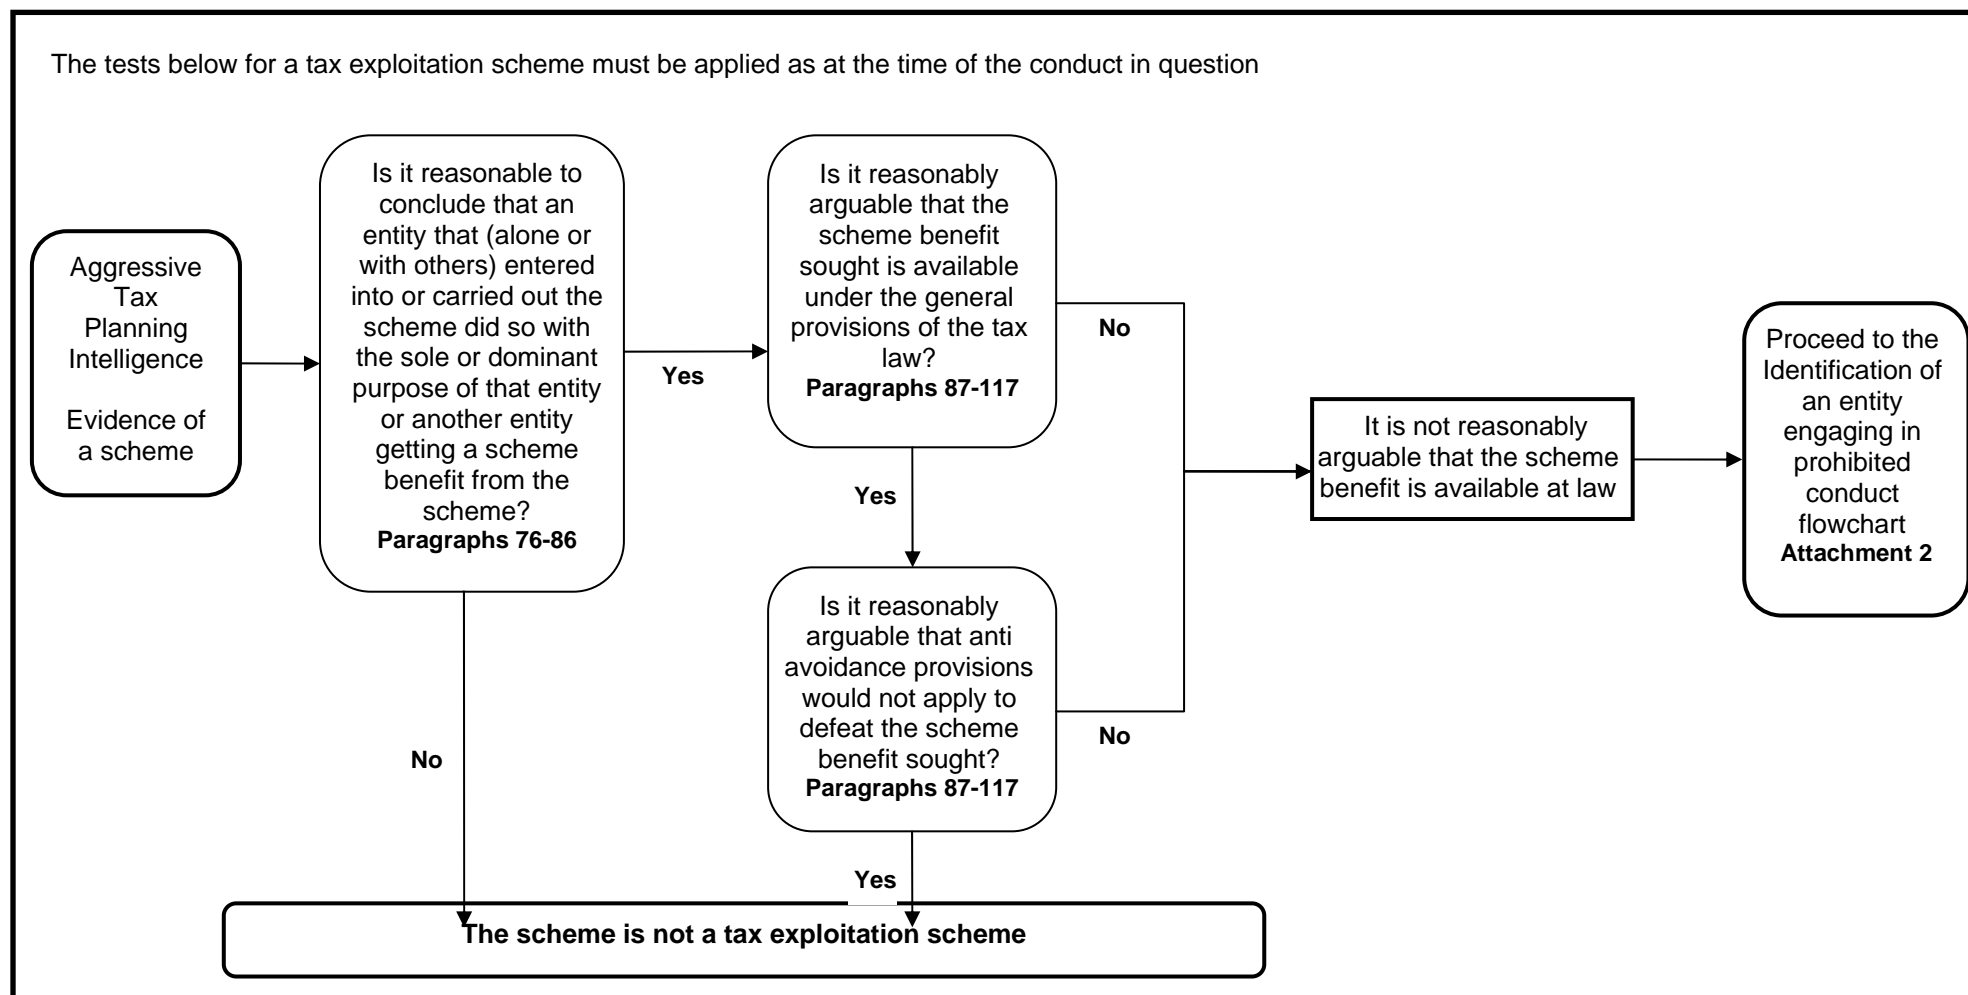 The tests below for a tax exploitation scheme must be applied as at the time of the conduct in question
Aggressive
Tax
Planning
Intelligence
Evidence of
a scheme
Is it reasonable to
conclude that an
entity that (alone or
with others) entered
into or carried out the
scheme did so with
the sole or dominant
purpose of that entity
or another entity
getting a scheme
benefit from the
scheme?
Paragraphs 76-86
Yes
No
Is it reasonably
arguable that the
scheme benefit
sought is available
under the general
provisions of the tax
law?
Paragraphs 87-117
No
Yes
Is it reasonably
arguable that anti
avoidance provisions
would not apply to
defeat the scheme
benefit sought?
Paragraphs 87-117
No
Yes
It is not reasonably
arguable that the scheme
benefit is available at law
Proceed to the
Identification of
an entity
engaging in
prohibited
conduct
flowchart
Attachment 2
The scheme is not a tax exploitation scheme